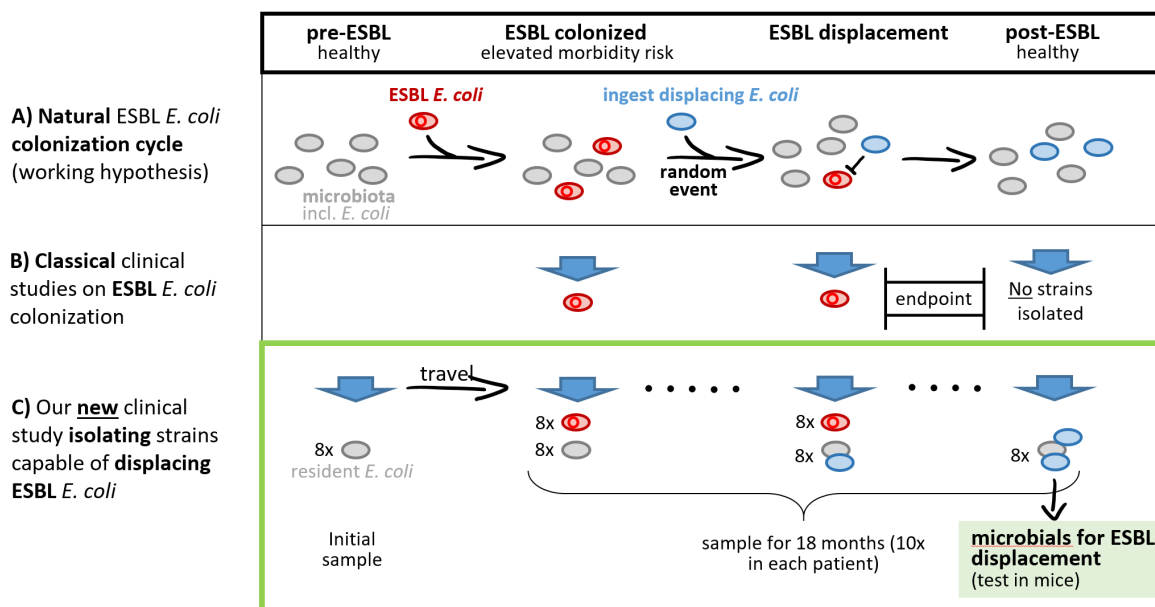 pre-ESBL
healthy
ESBL colonized
elevated morbidity risk
ESBL displacement
post-ESBL
healthy
A) Natural ESBL E. coli
colonization cycle
(working hypothesis)
ESBL E. coli
ingest displacing E. coli
random
event
microbiota
incl. E. coli
B) Classical clinical
studies on ESBL E. coli
colonization
endpoint
No strains
isolated
C) Our new clinical
study isolating strains
capable of displacing
ESBL E. coli
travel
8x
resident E. coli
8x
8x
8x
8x
8x
Initial
sample
sample for 18 months (10x
in each patient)
microbials for ESBL
displacement
(test in mice)